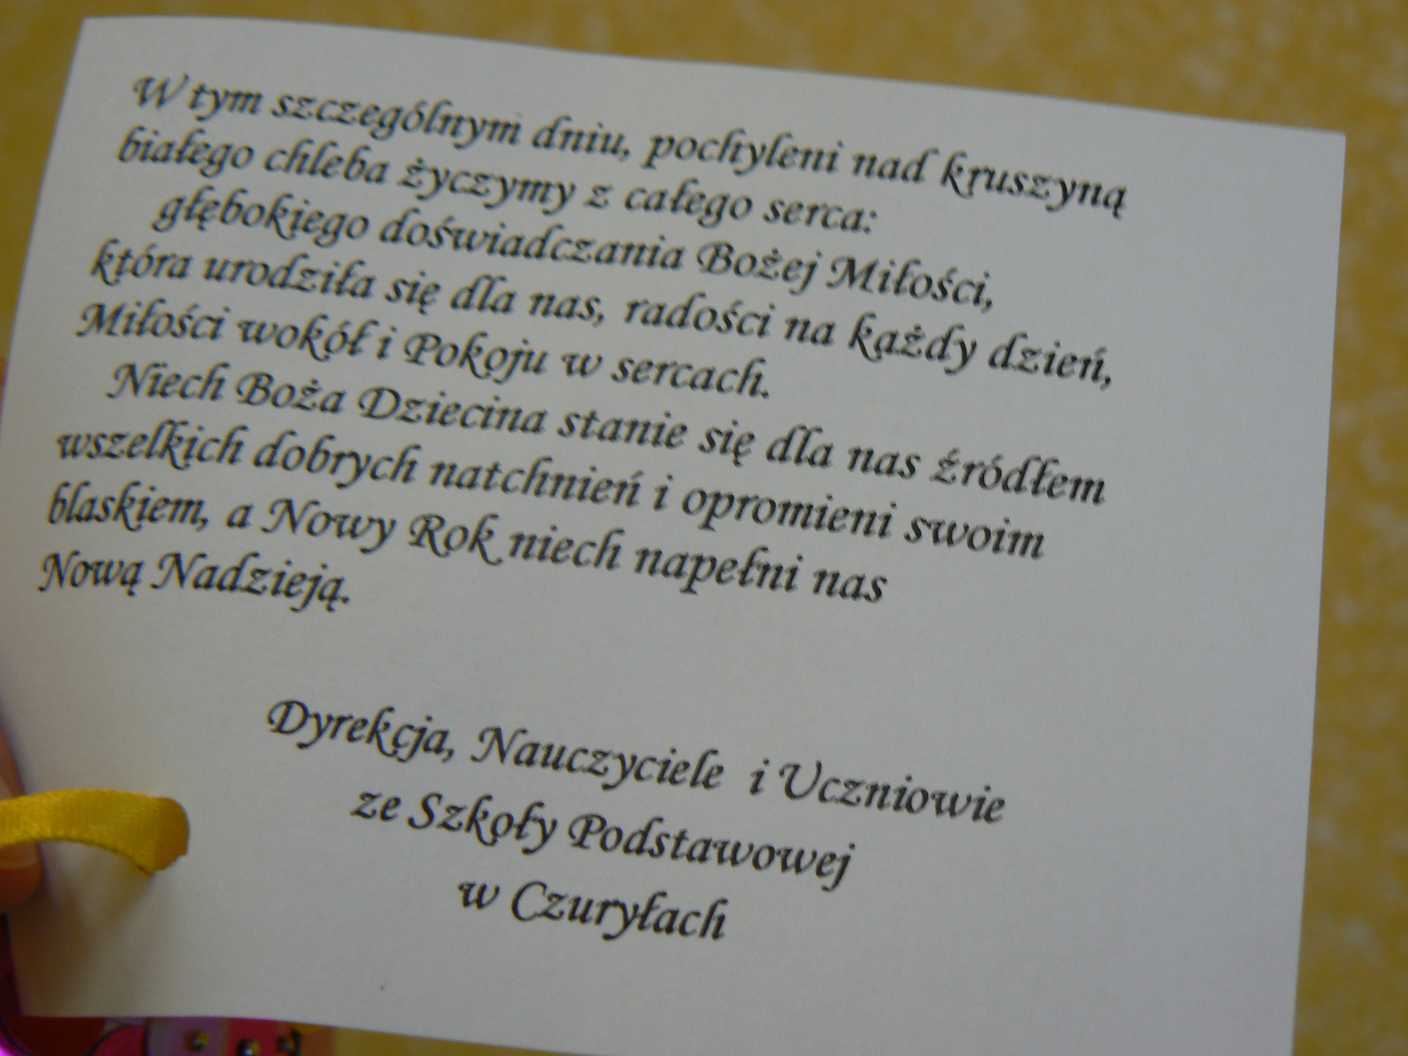 W tym szczególnym dniu, pochyleni nad kruszyną
białego chleba życzymy z całego serca:
głębokiego doświadczania Bożej Miłości,
która urodziła się dla nas, radości na każdy dzień,
Miłości wokół i Pokoju w sercach.
Niech Boża Dziecina stanie się dla nas źródłem
wszelkich dobrych natchnień i opromieni swoim
blaskiem, a Nowy Rok niech napełni nas
Nową Nadzieją.
Dyrekcja, Nauczyciele i Uczniowie
ze Szkoły Podstawowej
w Czuryłach